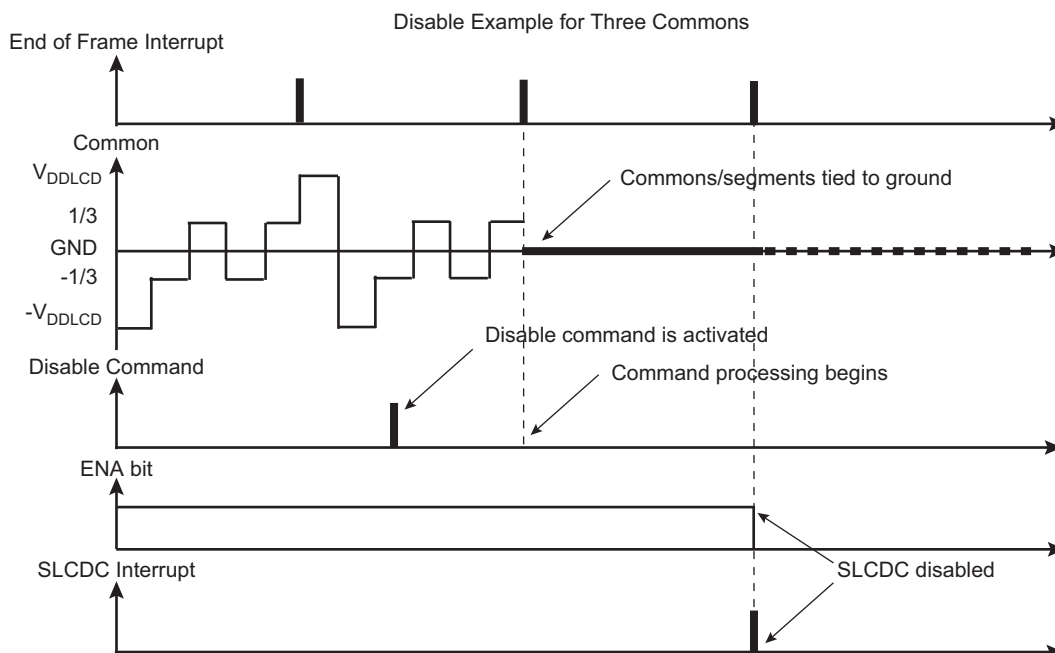 Disable Example for Three Commons
End of Frame Interrupt
Common
VDDLCD
Commons/segments tied to ground
1/3
GND
-1/3
-VDDLCD
Disable command is activated
Disable Command
Command processing begins
ENA bit
SLCDC Interrupt
SLCDC disabled